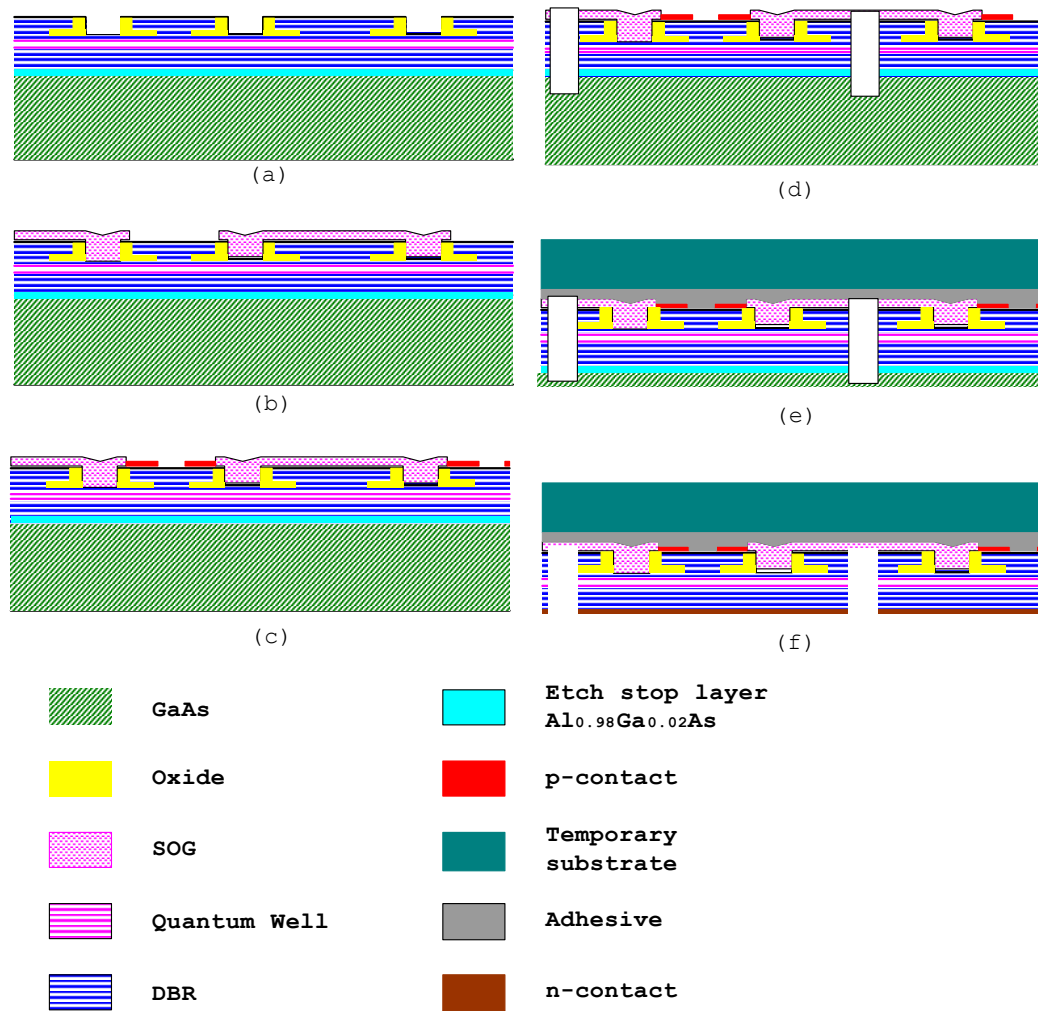 (a)
(d)
(b)
(e)
(c)
(f)
GaAs
Etch stop layer
Al0.98Ga0.02As
Oxide
p-contact
SOG
Temporary
substrate
Quantum Well
Adhesive
DBR
n-contact